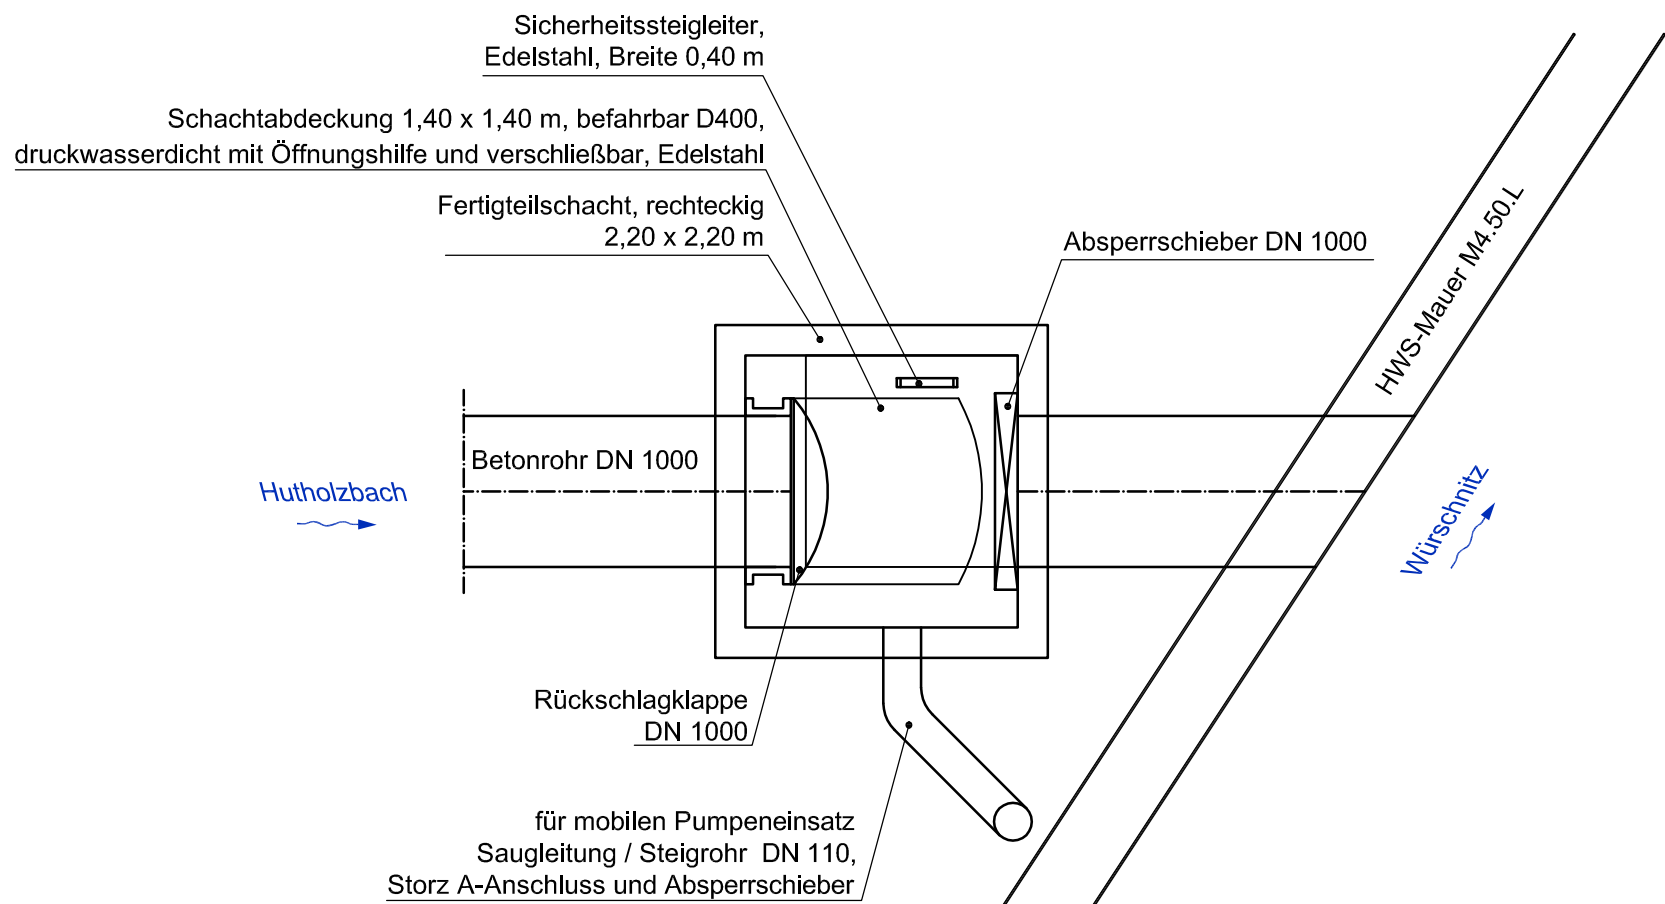 Sicherheitssteigleiter,
Edelstahl, Breite 0,40 m
Schachtabdeckung 1,40 x 1,40 m, befahrbar D400,
druckwasserdicht mit Öffnungshilfe und verschließbar, Edelstahl
Fertigteilschacht, rechteckig
2,20 x 2,20 m
Absperrschieber DN 1000
HWS-Mauer M4.50.L
Betonrohr DN 1000
Hutholzbach
Würschnitz
Rückschlagklappe
DN 1000
für mobilen Pumpeneinsatz
Saugleitung / Steigrohr DN 110,
Storz A-Anschluss und Absperrschieber